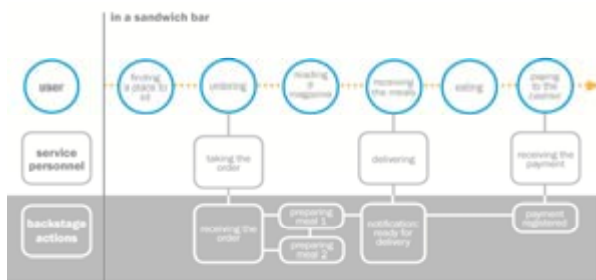 in a sandwich bar
user
finding
a place to
sit
ordering
reading
a
magazine
receiving
the meals
eating
paying
to the
cashier
service
personnel
taking the
order
delivering
receiving the
payment
backstage
actions
receiving the
order
preparing
meal 1
preparing
meal 2
notification:
ready for
delivery
payment
registered